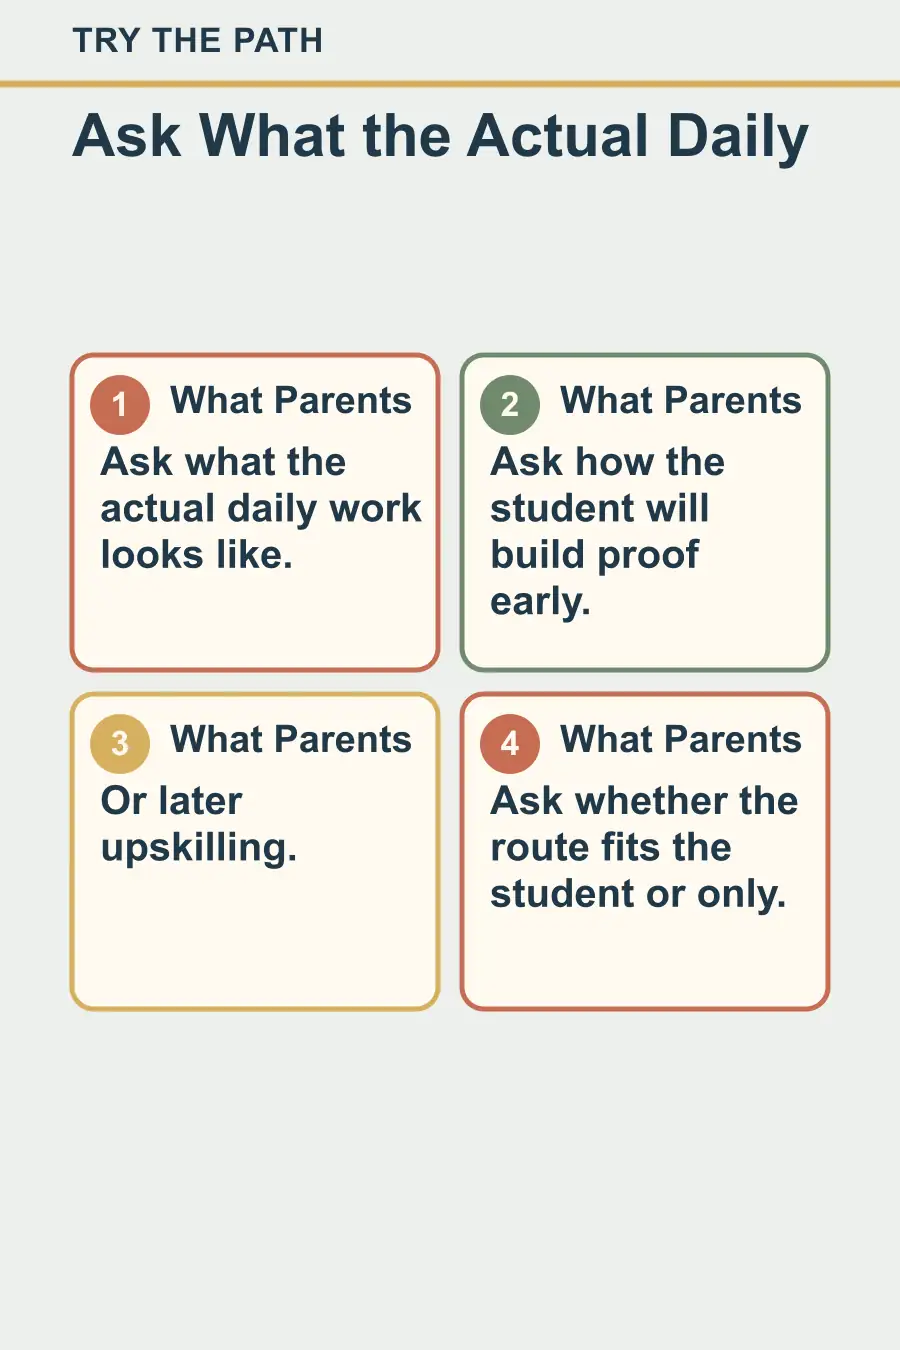 TRY THE PATH
Ask What the Actual Daily
1
What Parents
Ask what the
actual daily work
looks like.
2
What Parents
Ask how the
student will
build proof
early.
3
What Parents
Or later
upskilling.
4
What Parents
Ask whether the
route fits the
student or only.